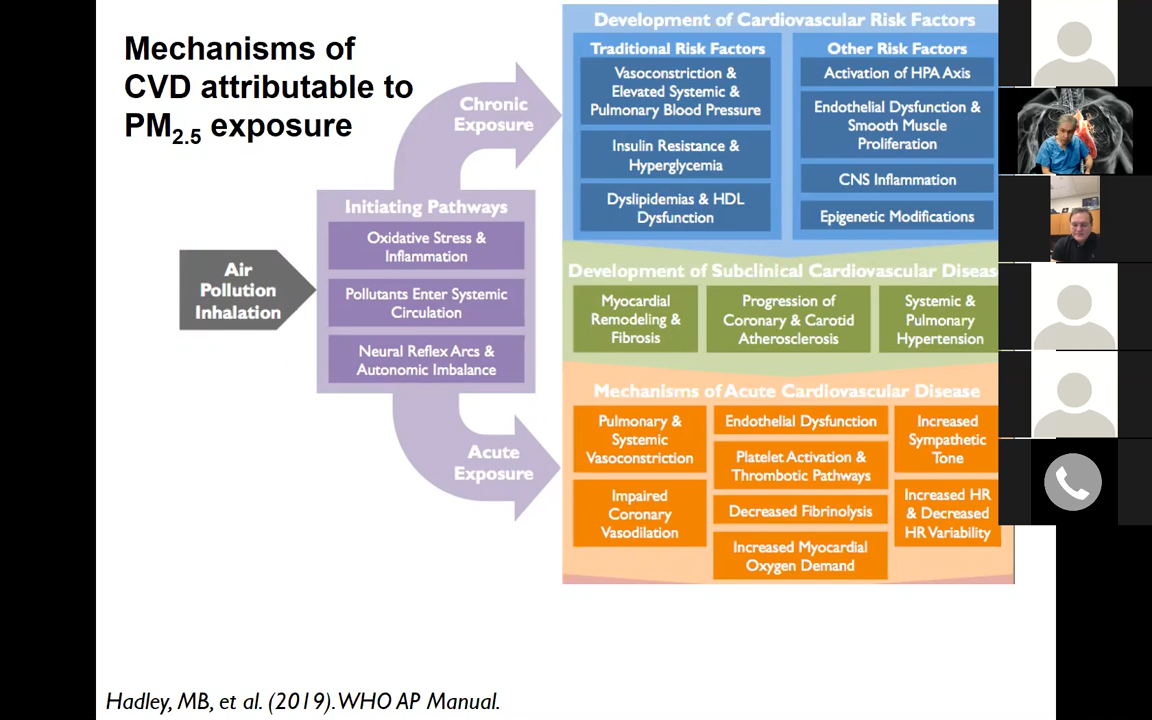 Mechanisms of
CVD attributable to
PM2.5 exposure
Air
Pollution
Inhalation
Initiating Pathways
Oxidative Stress &
Inflammation
Pollutants Enter Systemic
Circulation
Neural Reflex Arcs &
Autonomic Imbalance
Chronic
Exposure
Acute
Exposure
Development of Cardiovascular Risk Factors
Traditional Risk Factors
Vasoconstriction &
Elevated Systemic &
Pulmonary Blood Pressure
Insulin Resistance &
Hyperglycemia
Dyslipidemias & HDL
Dysfunction
Other Risk Factors
Activation of HPA Axis
Endothelial Dysfunction &
Smooth Muscle
Proliferation
CNS Inflammation
Epigenetic Modifications
Development of Subclinical Cardiovascular Diseas
Myocardial
Remodeling &
Fibrosis
Progression of
Coronary & Carotid
Atherosclerosis
Systemic &
Pulmonary
Hypertension
Mechanisms of Acute Cardiovascular Disease
Pulmonary &
Systemic
Vasoconstriction
Impaired
Coronary
Vasodilation
Endothelial Dysfunction
Platelet Activation &
Thrombotic Pathways
Decreased Fibrinolysis
Increased Myocardial
Oxygen Demand
Increased
Sympathetic
Tone
Increased HR
& Decreased
HR Variability
Hadley, MB, et al. (2019). WHO AP Manual.